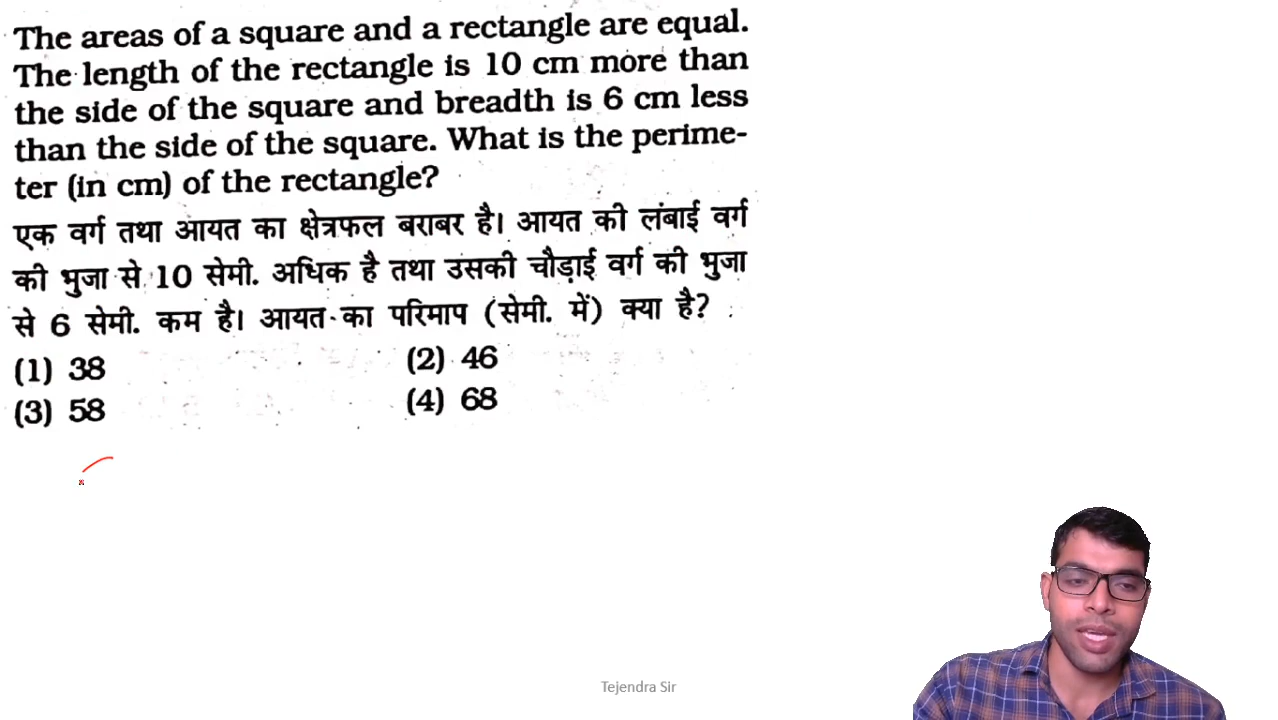 The areas of a square and a rectangle are equal.
The length of the rectangle is 10 cm more than
the side of the square and breadth is 6 cm less
than the side of the square. What is the perime-
ter (in cm) of the rectangle?
एक वर्ग तथा आयत का क्षेत्रफल बराबर है। आयत की लंबाई वर्ग
की भुजा से 10 सेमी. अधिक है तथा उसकी चौड़ाई वर्ग की भुजा
से 6 सेमी. कम है। आयत का परिमाप (सेमी. में) क्या है?
(1) 38 (2) 46
(3) 58 (4) 68
Tejendra Sir